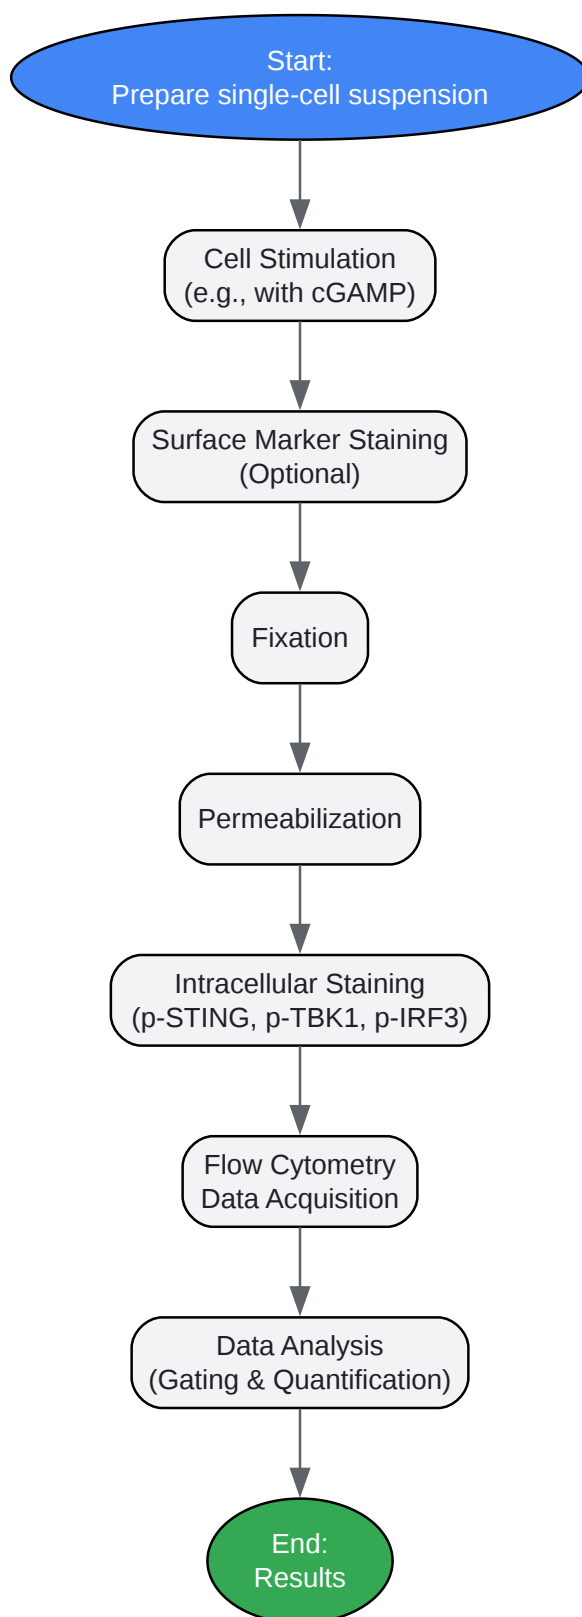 Start:
Prepare single-cell suspension
Cell Stimulation
(e.g., with cGAMP)
Surface Marker Staining
(Optional)
Fixation
Permeabilization
Intracellular Staining
(p-STING, p-TBK1, p-IRF3)
Flow Cytometry
Data Acquisition
Data Analysis
(Gating & Quantification)
End:
Results